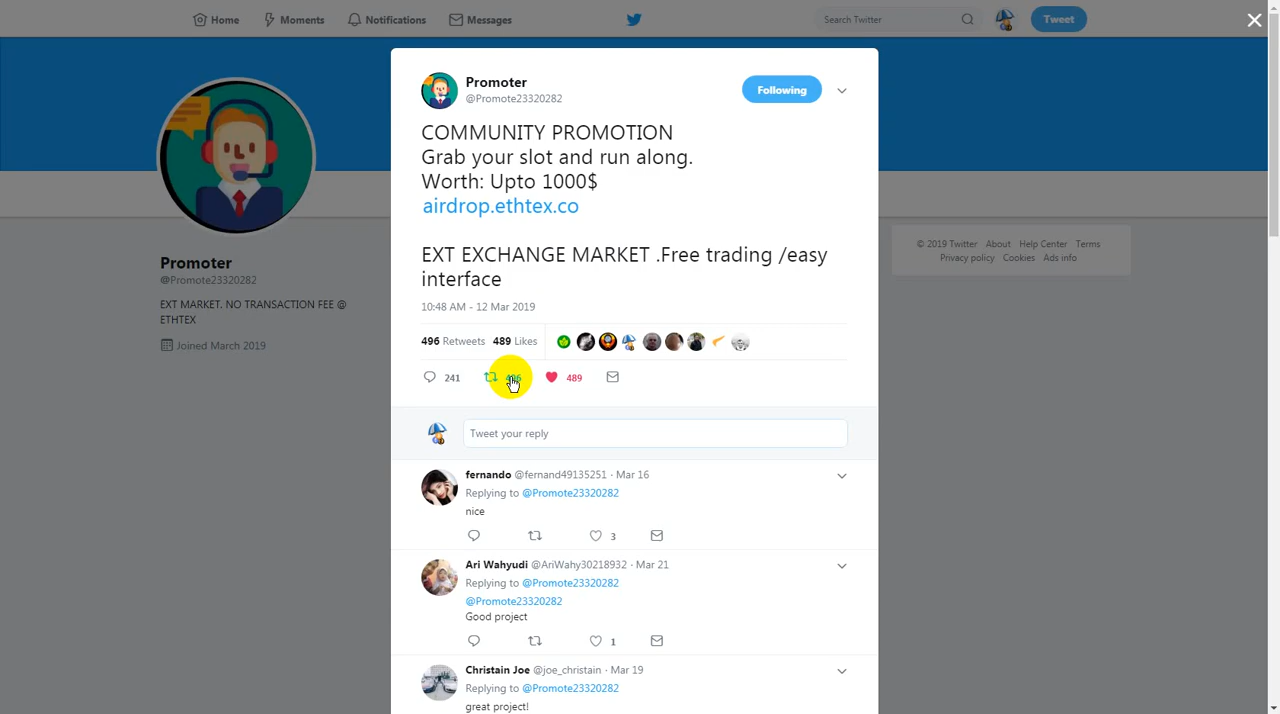 Home
Moments
Notifications
Messages
Search Twitter
Tweet
Promoter
@Promote23320282
EXT MARKET. NO TRANSACTION FEE @
ETHTEX
Joined March 2019
Promoter
@Promote23320282
Following
COMMUNITY PROMOTION
Grab your slot and run along.
Worth: Upto 1000$
airdrop.ethtex.co
EXT EXCHANGE MARKET .Free trading /easy
interface
10:48 AM - 12 Mar 2019
496 Retweets 489 Likes
241 496 489
Tweet your reply
fernando @fernand49135251 · Mar 16
Replying to @Promote23320282
nice
3
Ari Wahyudi @AriWahy30218932 · Mar 21
Replying to @Promote23320282
@Promote23320282
Good project
1
Christain Joe @joe_christain · Mar 19
Replying to @Promote23320282
great project!
© 2019 Twitter About Help Center Terms
Privacy policy Cookies Ads info